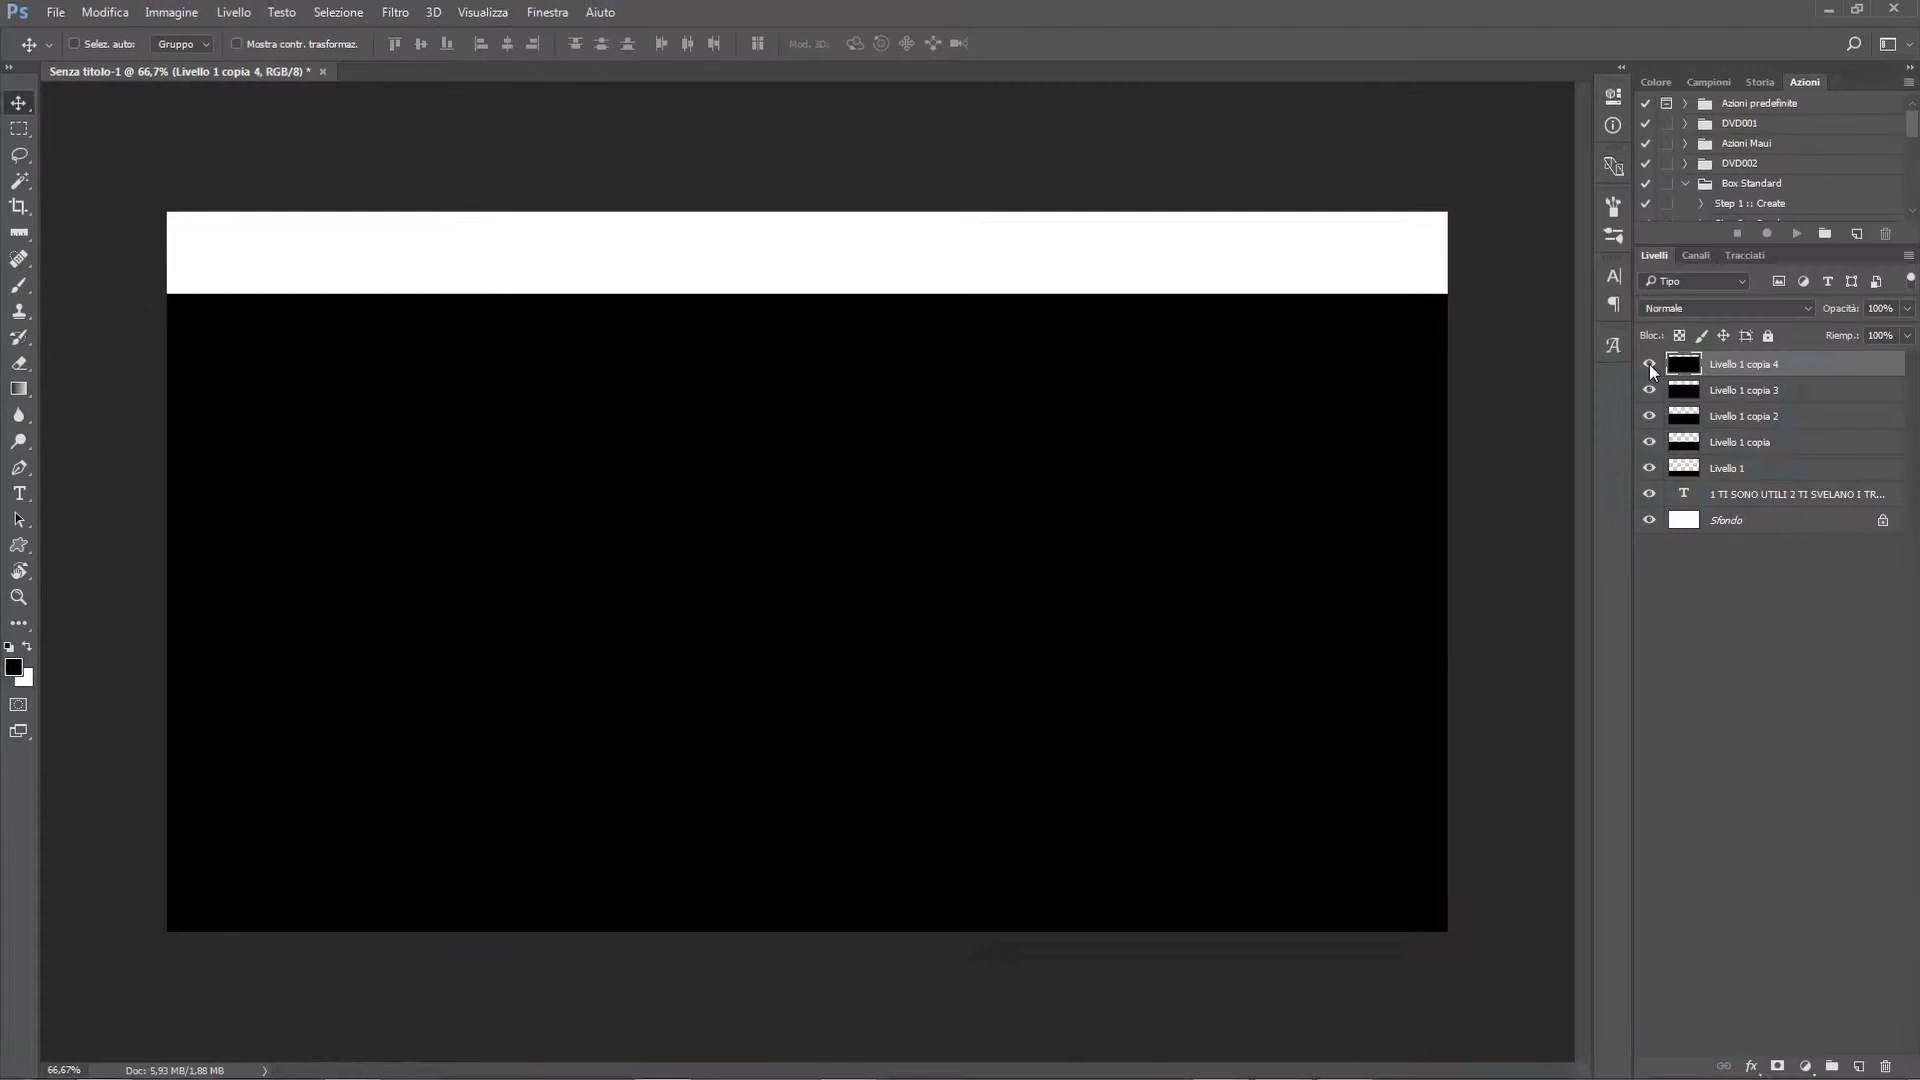 Ps File Modifica Immagine Livello Testo Selezione Filtro 3D Visualizza Finestra Aiuto
Selez. auto: Gruppo Mostra contr. trasformaz. Mod. 3D:
Senza titolo-1 @ 66,7% (Livello 1 copia 4, RGB/8) *
Colore Campioni Storia Azioni
Azioni predefinite
DVD001
Azioni Maui
DVD002
Box Standard
Step 1 :: Create
Livelli Canali Tracciati
Tipo
Normale Opacità: 100%
Bloc.: Riemp.: 100%
Livello 1 copia 4
Livello 1 copia 3
Livello 1 copia 2
Livello 1 copia
Livello 1
1 TI SONO UTILI 2 TI SVELANO I TR...
Sfondo
66,67% Doc: 5,93 MB/1,88 MB